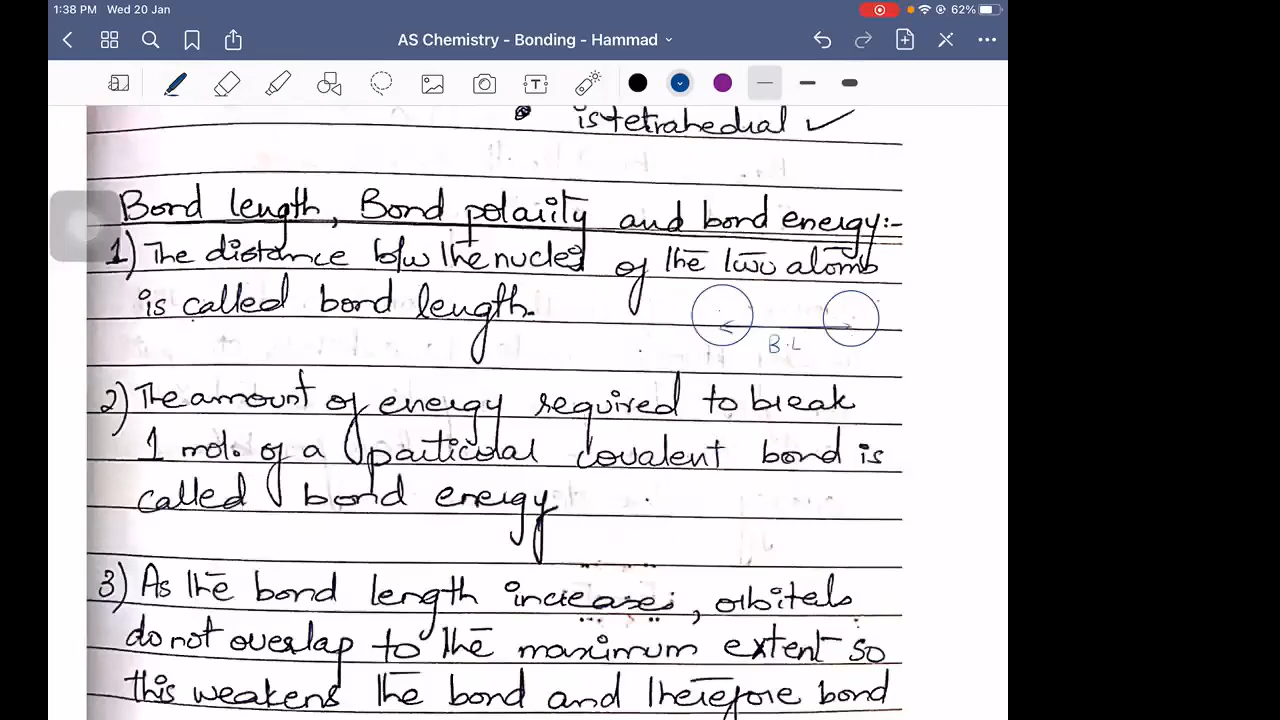 1:38 PM Wed 20 Jan
62%
AS Chemistry - Bonding - Hammad
T
is tetrahedral ✓
Bond length, Bond polarity and bond energy:-
1) The distance b/w the nuclei of the two atoms
is called bond length.
B.L
2) The amount of energy required to break
1 mol. of a particular covalent bond is
called bond energy
3) As the bond length increases, orbitals
do not overlap to the maximum extent so
this weakens the bond and therefore bond